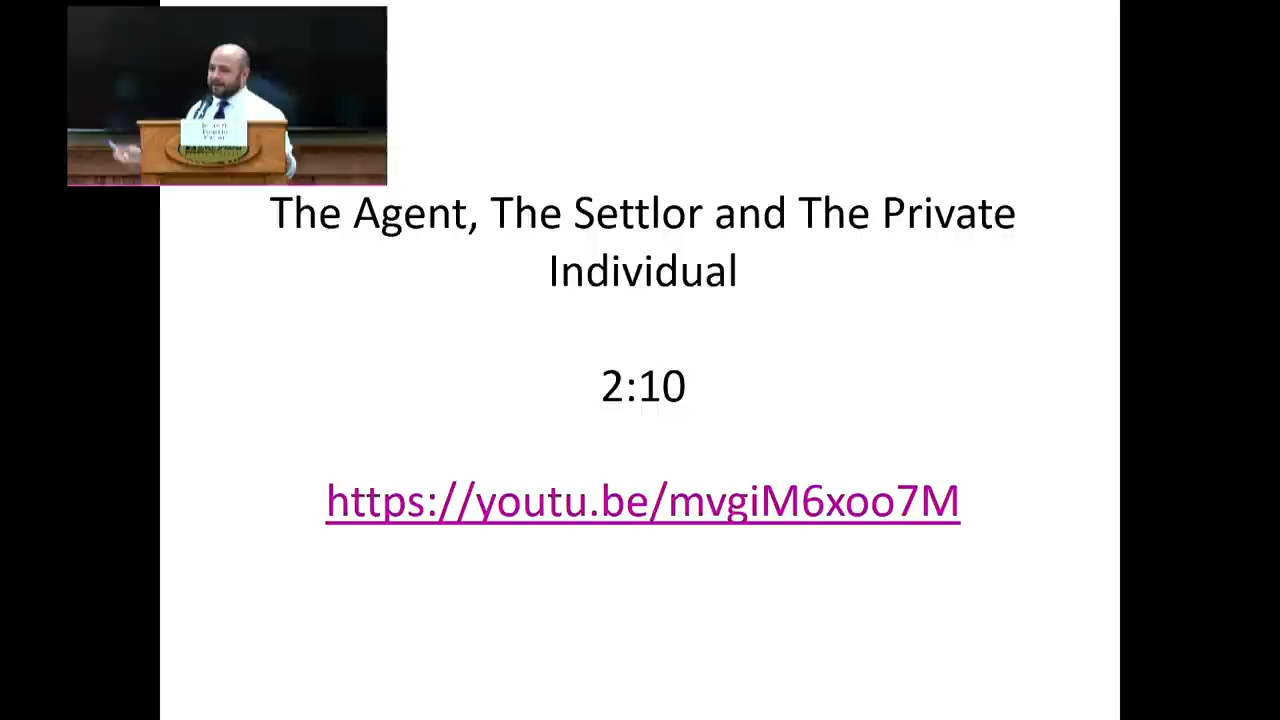 The Agent, The Settlor and The Private
Individual
2:10
https://youtu.be/mvgiM6xoo7M